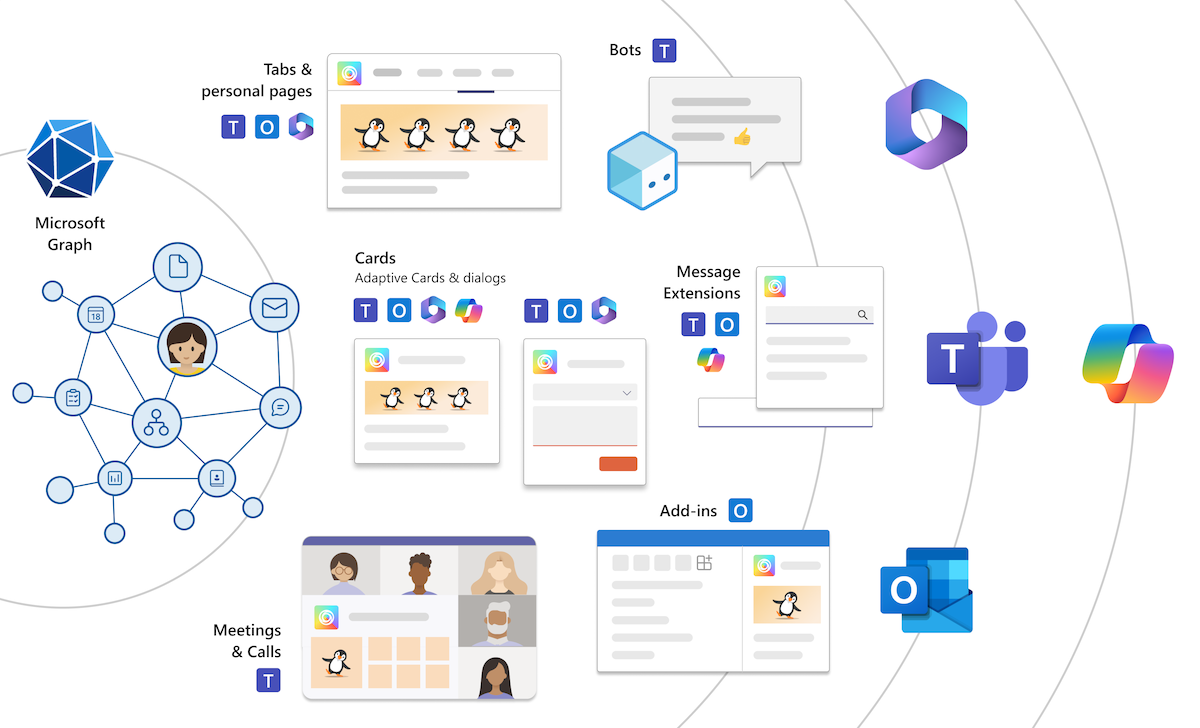 Tabs &
personal pages
T O
Bots T
Microsoft
Graph
18
Cards
Adaptive Cards & dialogs
T O
T O
Message
Extensions
T O
T
Add-ins O
O
Meetings
& Calls
T